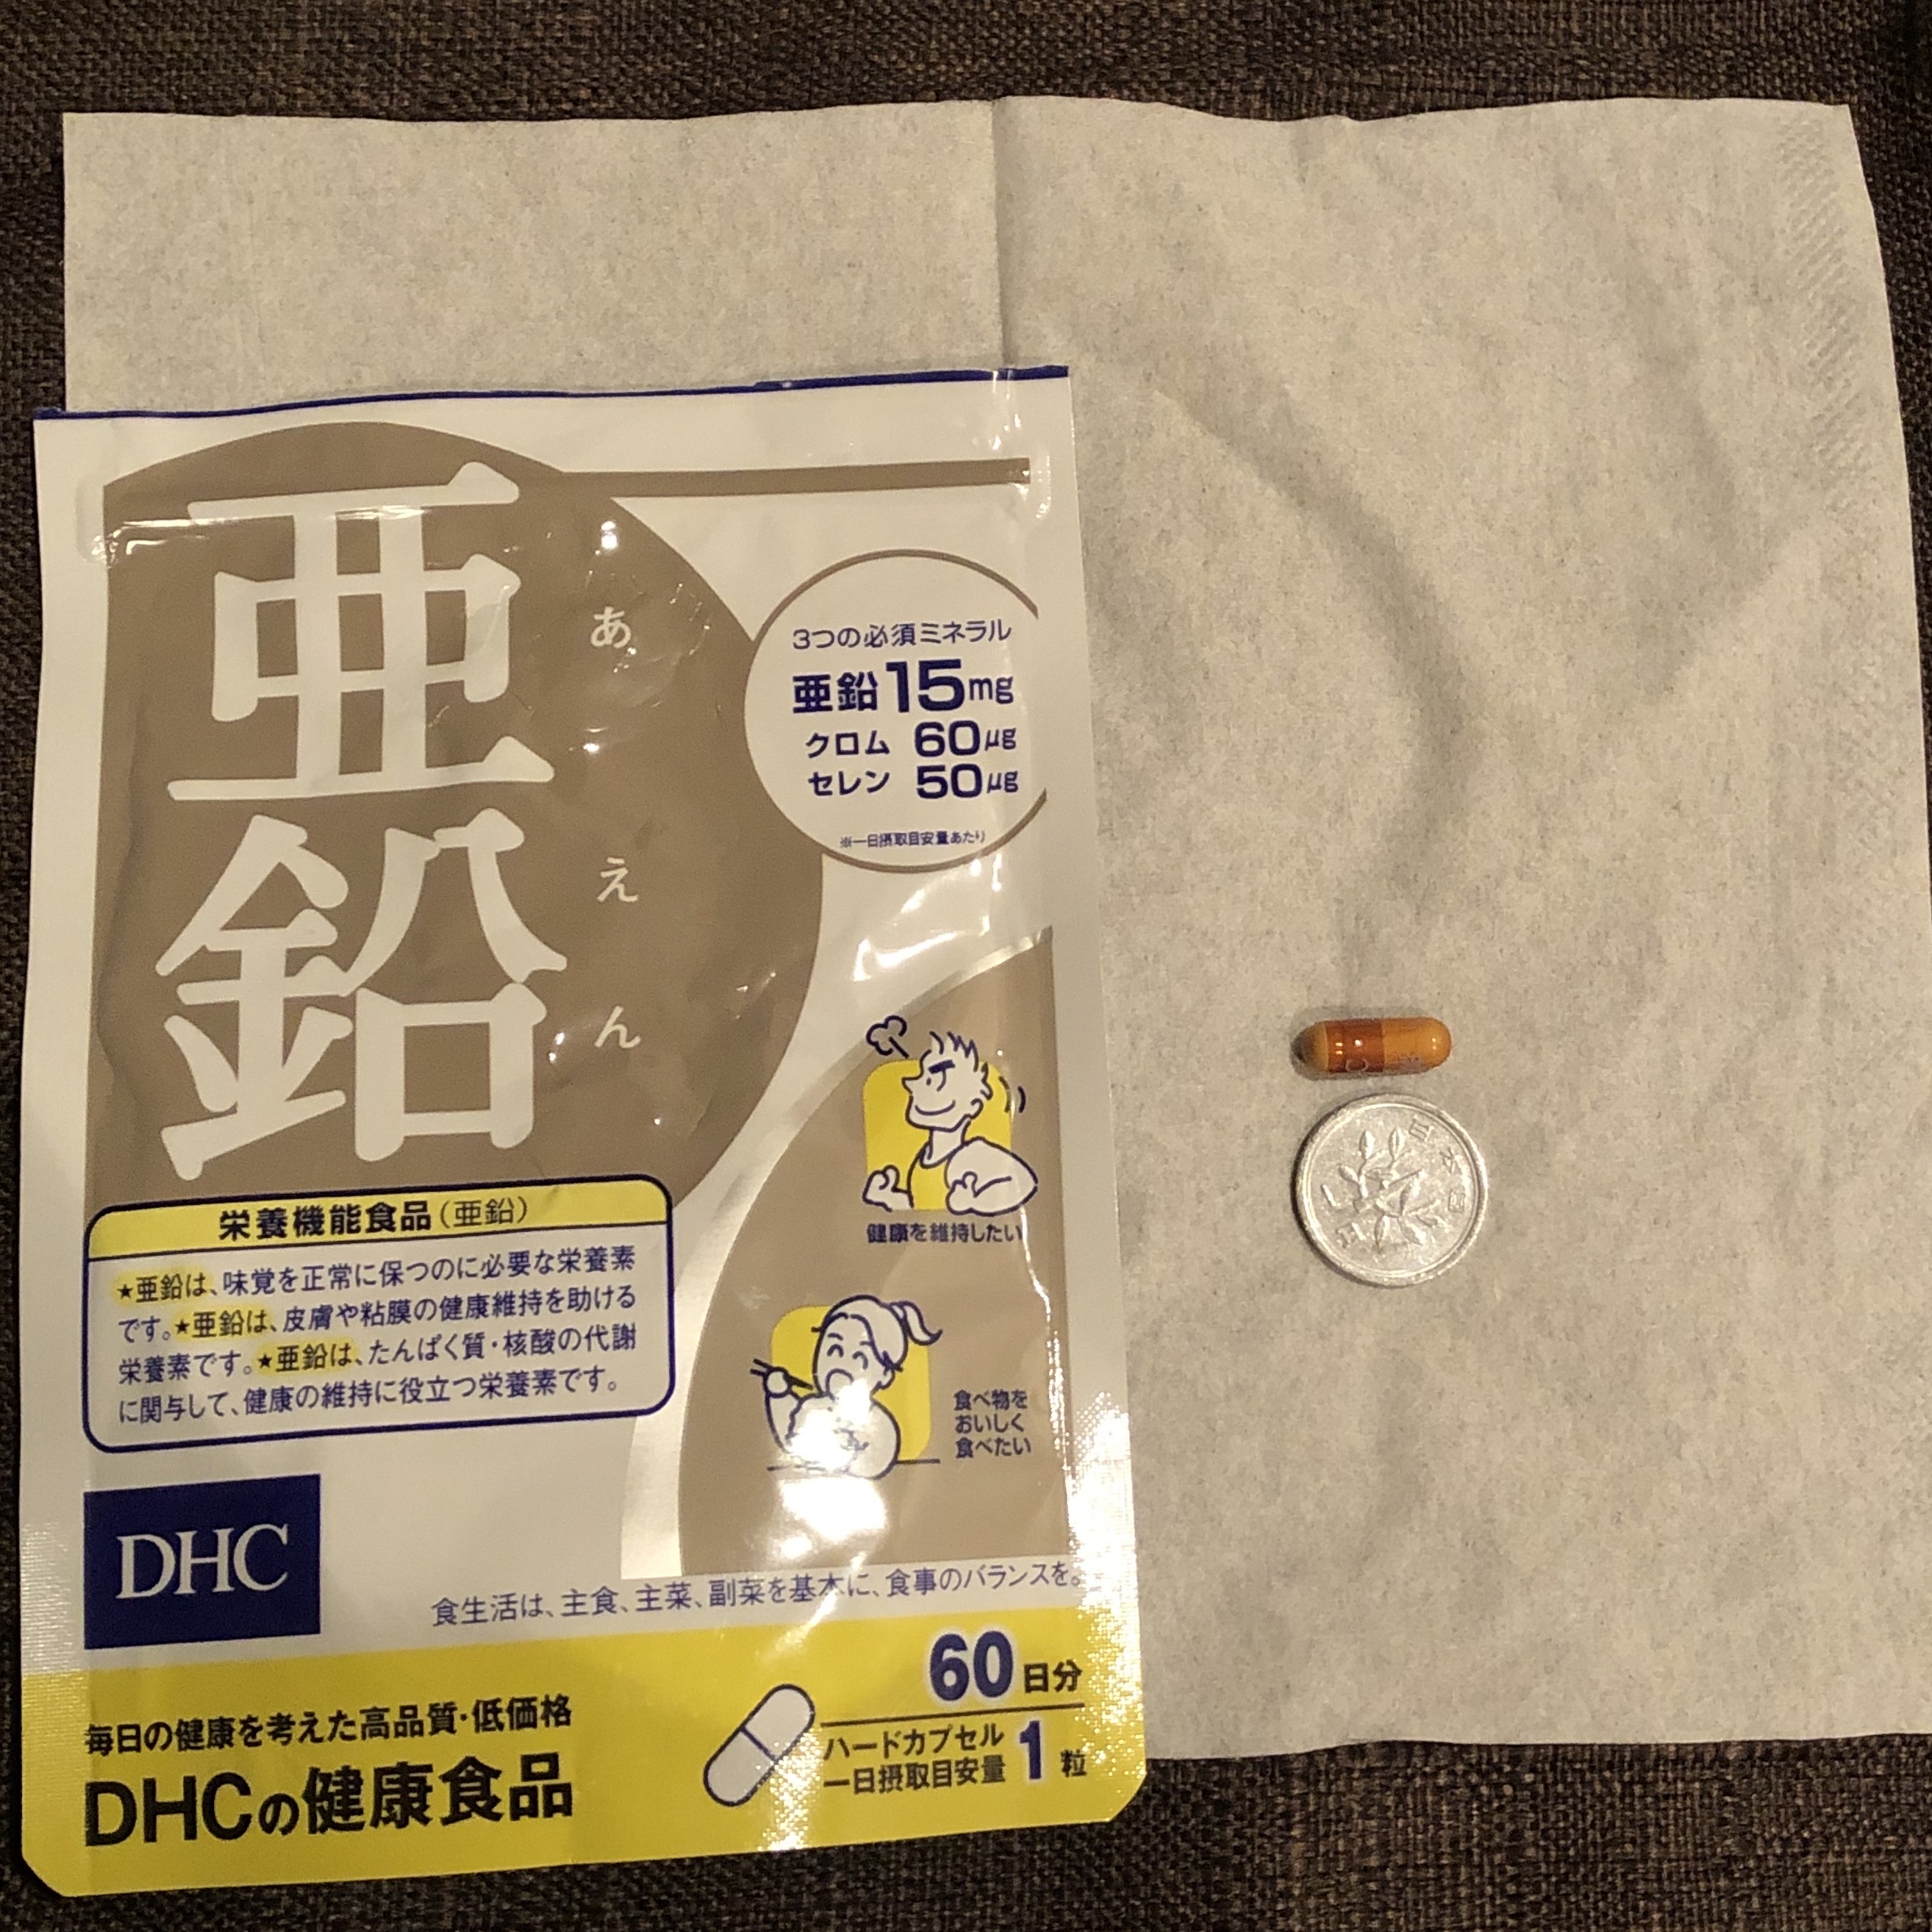 亜鉛
あえん
3つの必須ミネラル
亜鉛15mg
クロム 60μg
セレン 50μg
※一日摂取目安量あたり
健康を維持したい
食べ物を
おいしく
食べたい
栄養機能食品(亜鉛)
★亜鉛は、味覚を正常に保つのに必要な栄養素
です。★亜鉛は、皮膚や粘膜の健康維持を助ける
栄養素です。★亜鉛は、たんぱく質・核酸の代謝
に関与して、健康の維持に役立つ栄養素です。
DHC
食生活は、主食、主菜、副菜を基本に、食事のバランスを。
毎日の健康を考えた高品質・低価格
DHCの健康食品
60日分
ハードカプセル
一日摂取目安量 1粒